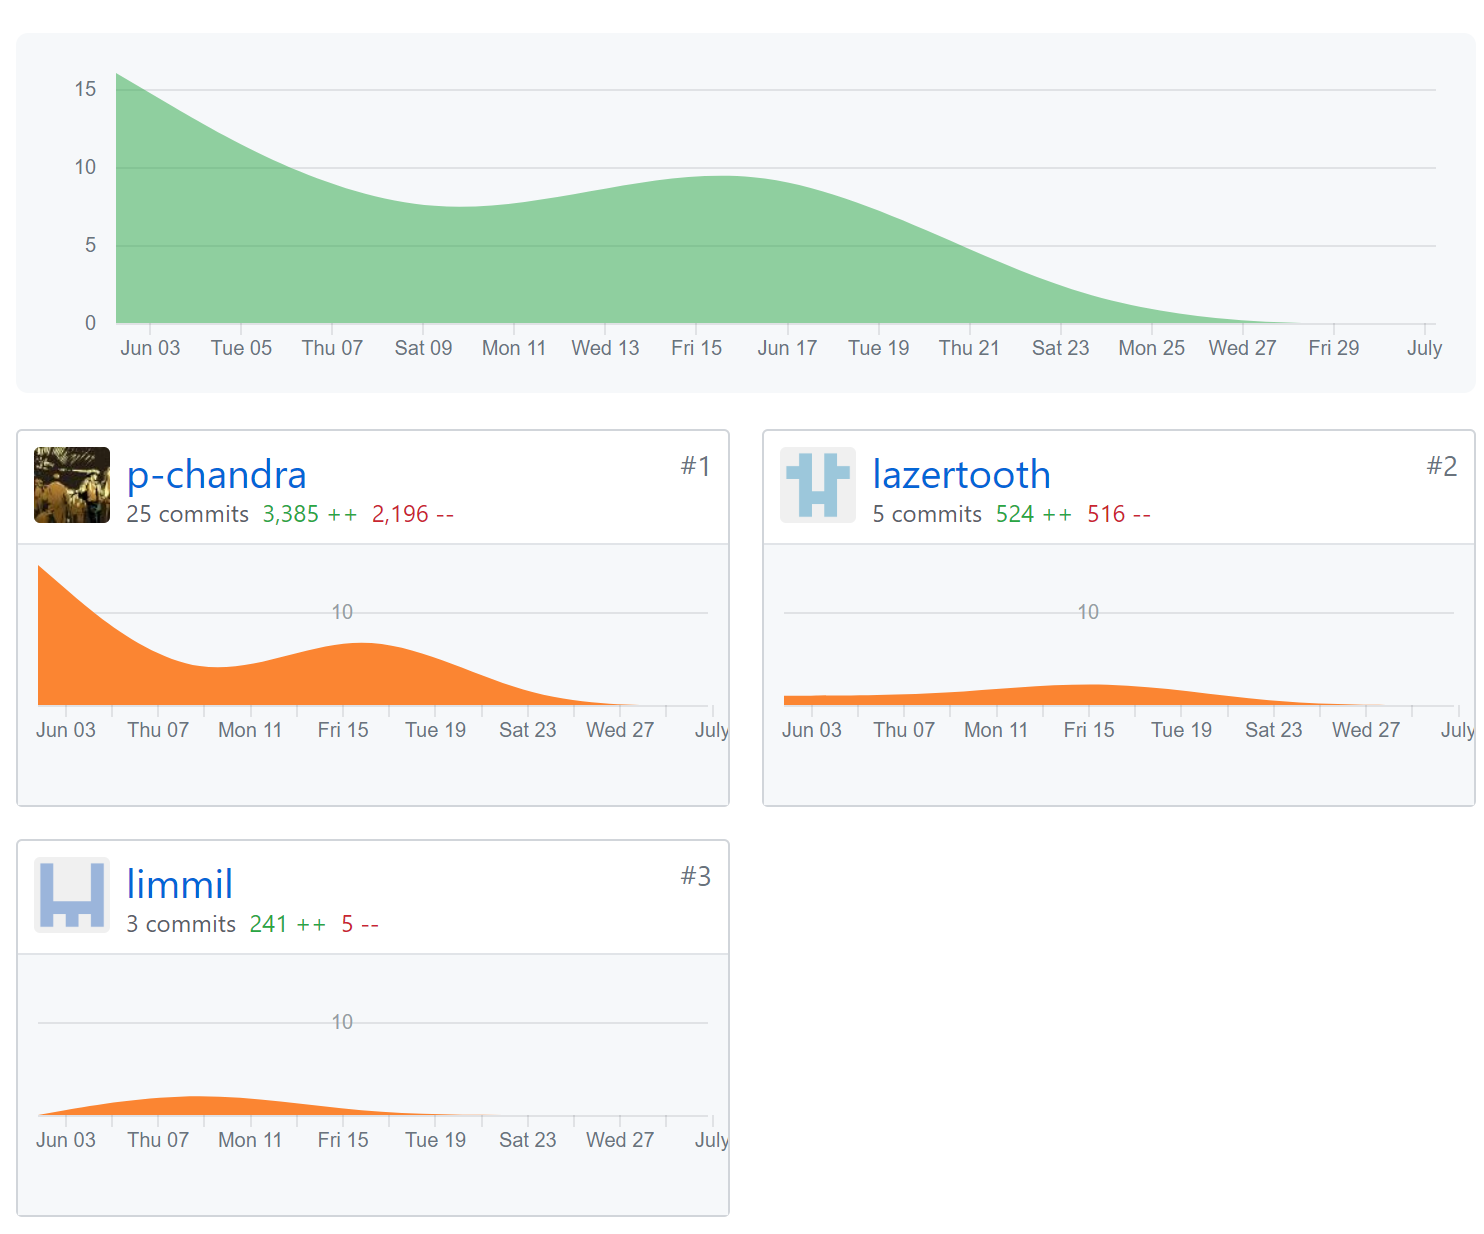 15
10
5
0
Jun 03 Tue 05 Thu 07 Sat 09 Mon 11 Wed 13 Fri 15 Jun 17 Tue 19 Thu 21 Sat 23 Mon 25 Wed 27 Fri 29 July
p-chandra #1
25 commits 3,385 ++ 2,196 --
10
Jun 03 Thu 07 Mon 11 Fri 15 Tue 19 Sat 23 Wed 27 July
lazertooth #2
5 commits 524 ++ 516 --
10
Jun 03 Thu 07 Mon 11 Fri 15 Tue 19 Sat 23 Wed 27 July
limmil #3
3 commits 241 ++ 5 --
10
Jun 03 Thu 07 Mon 11 Fri 15 Tue 19 Sat 23 Wed 27 July